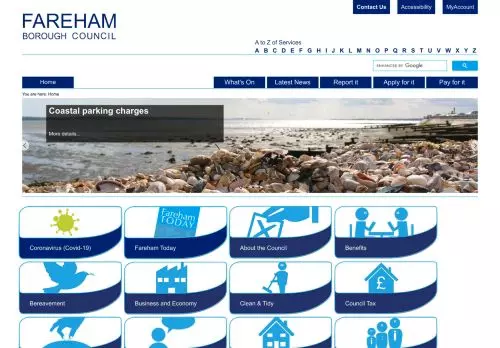 Contact Us Accessibility MyAccount
FAREHAM
BOROUGH COUNCIL
A to Z of Services
A B C D E F G H I J K L M N O P Q R S T U V W X Y Z
ENHANCED BY Google
Home What's On Latest News Report it Apply for it Pay for it
You are here: Home
Coastal parking charges
More details...
Fareham
TODAY
Coronavirus (Covid-19) Fareham Today About the Council Benefits
£
Bereavement Business and Economy Clean & Tidy Council Tax